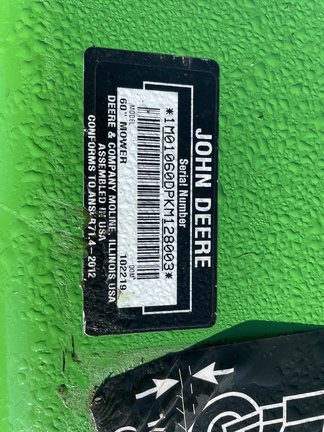 JOHN DEERE
Serial Number
*1M01060DPKM128003*
MODEL DOM*
60" MOWER 102219
DEERE & COMPANY MOLINE, ILLINOIS USA
ASSEMBLED IN USA
CONFORMS TO ANSI B71.4-2012